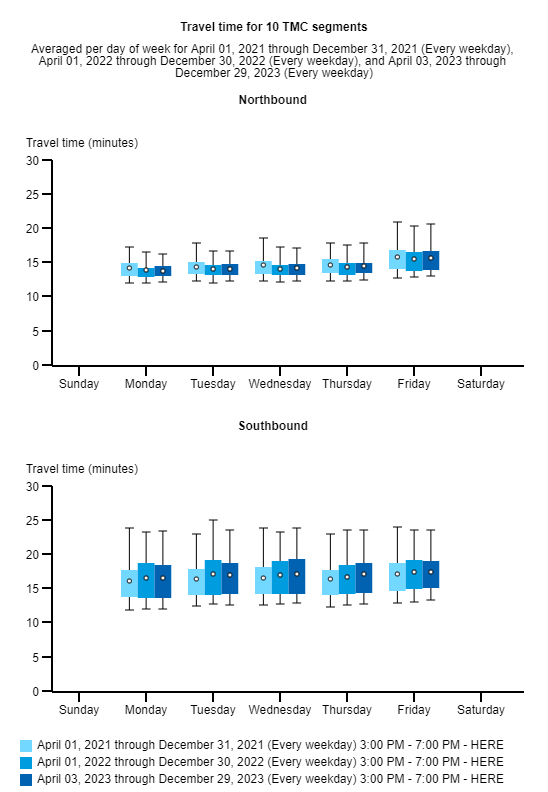 Travel time for 10 TMC segments
Averaged per day of week for April 01, 2021 through December 31, 2021 (Every weekday),
April 01, 2022 through December 30, 2022 (Every weekday), and April 03, 2023 through
December 29, 2023 (Every weekday)
Northbound
Travel time (minutes)
30
25
20
15
10
5
0
Sunday Monday Tuesday Wednesday Thursday Friday Saturday
Southbound
Travel time (minutes)
30
25
20
15
10
5
0
Sunday Monday Tuesday Wednesday Thursday Friday Saturday
April 01, 2021 through December 31, 2021 (Every weekday) 3:00 PM - 7:00 PM - HERE
April 01, 2022 through December 30, 2022 (Every weekday) 3:00 PM - 7:00 PM - HERE
April 03, 2023 through December 29, 2023 (Every weekday) 3:00 PM - 7:00 PM - HERE